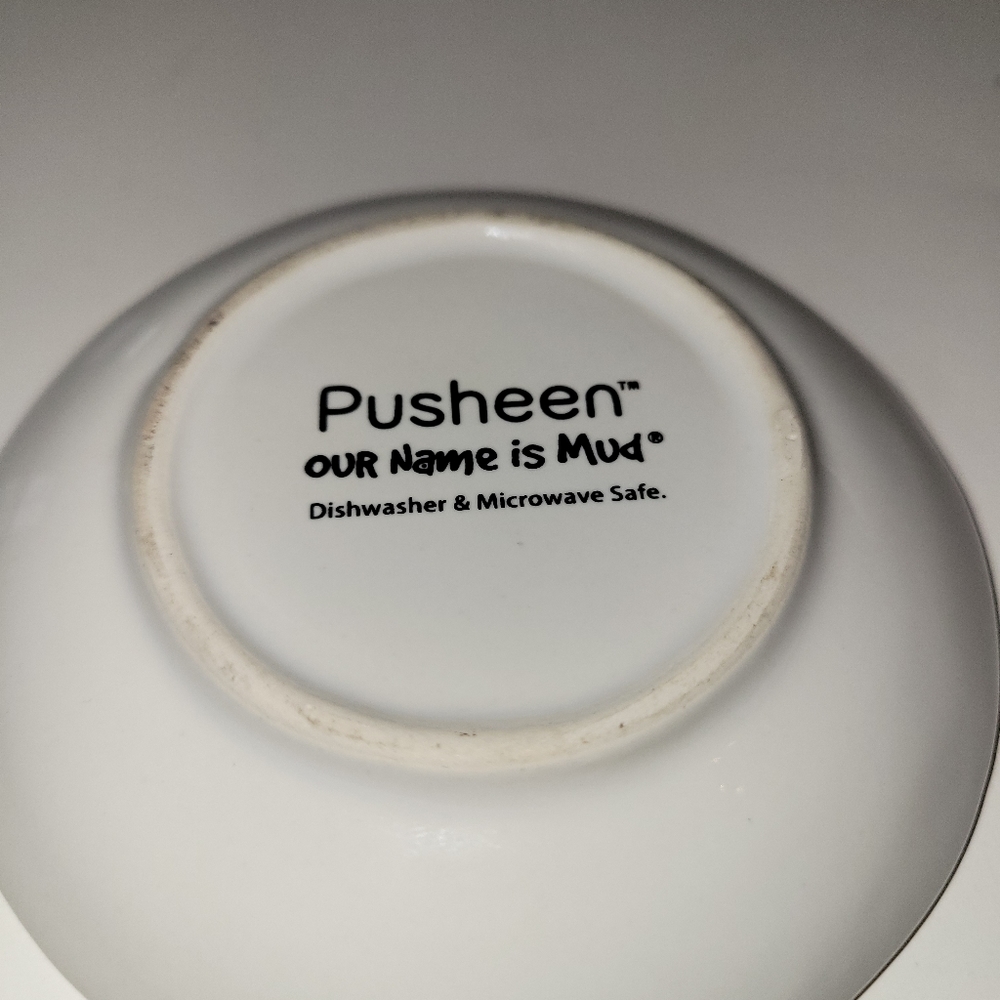 Pusheen™
OUR Name is Mud®
Dishwasher & Microwave Safe.